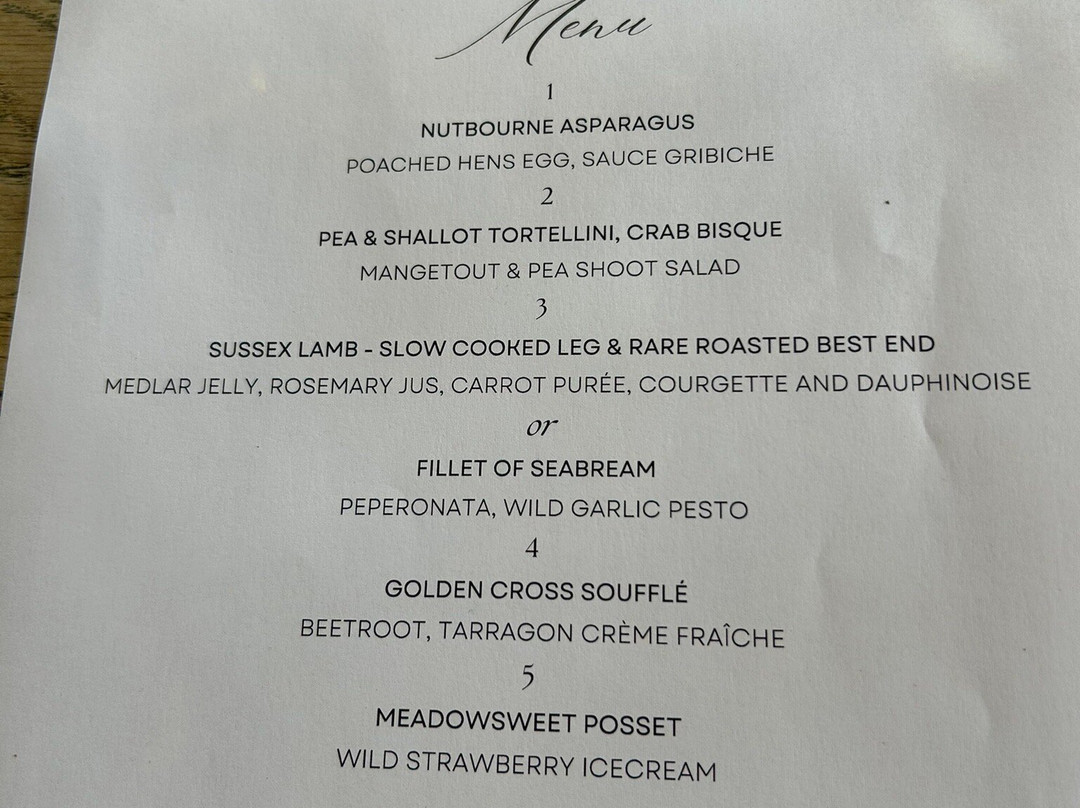 Menu
1
NUTBOURNE ASPARAGUS
POACHED HENS EGG, SAUCE GRIBICHE
2
PEA & SHALLOT TORTELLINI, CRAB BISQUE
MANGETOUT & PEA SHOOT SALAD
3
SUSSEX LAMB - SLOW COOKED LEG & RARE ROASTED BEST END
MEDLAR JELLY, ROSEMARY JUS, CARROT PURÉE, COURGETTE AND DAUPHINOISE
or
FILLET OF SEABREAM
PEPERONATA, WILD GARLIC PESTO
4
GOLDEN CROSS SOUFFLÉ
BEETROOT, TARRAGON CRÈME FRAÎCHE
5
MEADOWSWEET POSSET
WILD STRAWBERRY ICECREAM